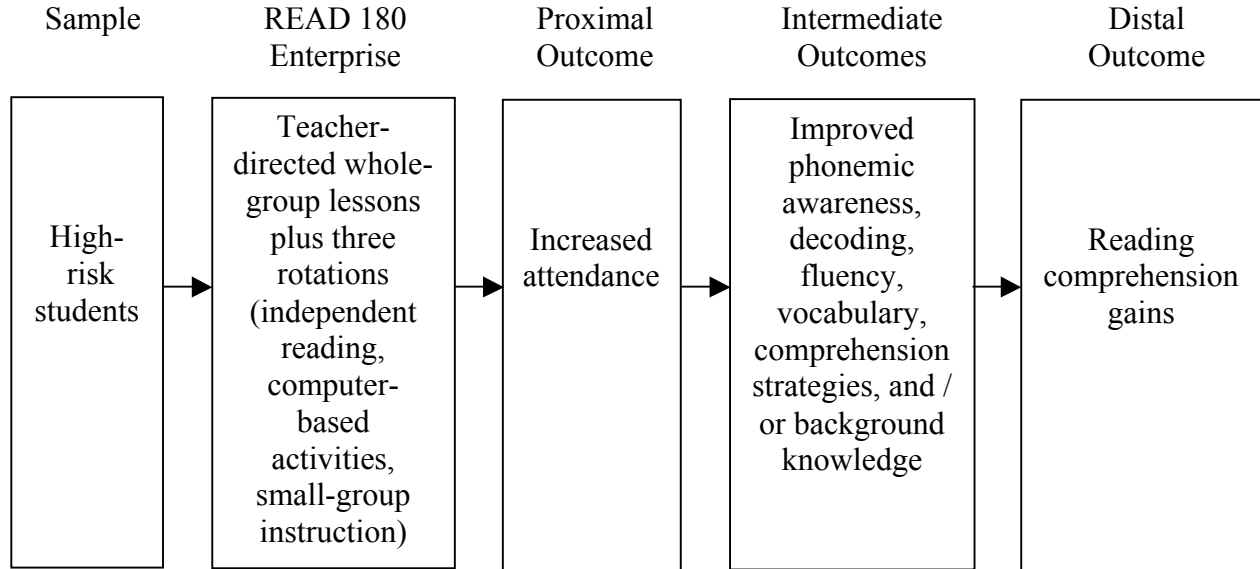 Sample
READ 180
Enterprise
Proximal
Outcome
Intermediate
Outcomes
Distal
Outcome
High-
risk
students
Teacher-
directed whole-
group lessons
plus three
rotations
(independent
reading,
computer-
based
activities,
small-group
instruction)
Increased
attendance
Improved
phonemic
awareness,
decoding,
fluency,
vocabulary,
comprehension
strategies, and /
or background
knowledge
Reading
comprehension
gains